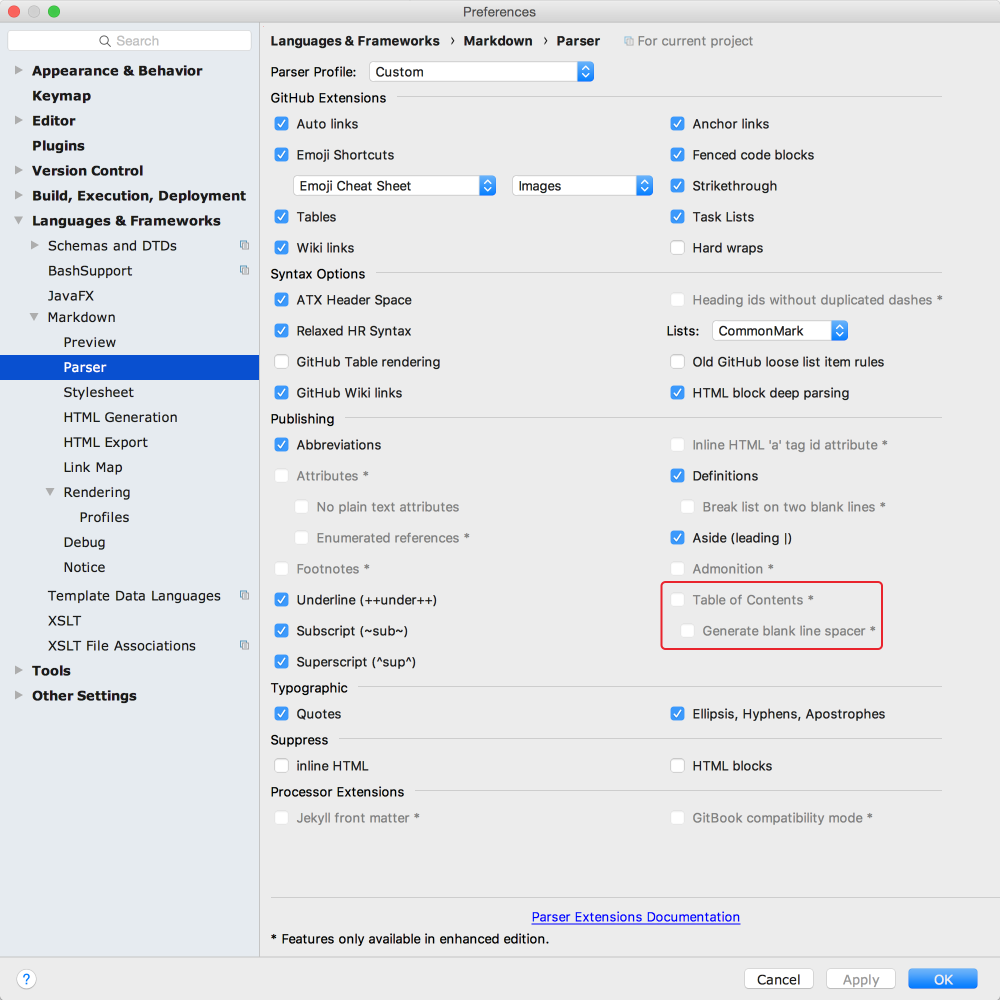 Preferences
Search
Appearance & Behavior
Keymap
Editor
Plugins
Version Control
Build, Execution, Deployment
Languages & Frameworks
Schemas and DTDs
BashSupport
JavaFX
Markdown
Preview
Parser
Stylesheet
HTML Generation
HTML Export
Link Map
Rendering
Profiles
Debug
Notice
Template Data Languages
XSLT
XSLT File Associations
Tools
Other Settings
Languages & Frameworks › Markdown › Parser For current project
Parser Profile: Custom
GitHub Extensions
Auto links
Anchor links
Emoji Shortcuts
Fenced code blocks
Emoji Cheat Sheet Images
Strikethrough
Tables
Task Lists
Wiki links
Hard wraps
Syntax Options
ATX Header Space
Heading ids without duplicated dashes *
Relaxed HR Syntax
Lists: CommonMark
GitHub Table rendering
Old GitHub loose list item rules
GitHub Wiki links
HTML block deep parsing
Publishing
Abbreviations
Inline HTML 'a' tag id attribute *
Attributes *
Definitions
No plain text attributes
Break list on two blank lines *
Enumerated references *
Aside (leading |)
Footnotes *
Admonition *
Underline (++under++)
Table of Contents *
Subscript (~sub~)
Generate blank line spacer *
Superscript (^sup^)
Typographic
Quotes
Ellipsis, Hyphens, Apostrophes
Suppress
inline HTML
HTML blocks
Processor Extensions
Jekyll front matter *
GitBook compatibility mode *
Parser Extensions Documentation
* Features only available in enhanced edition.
?
Cancel
Apply
OK